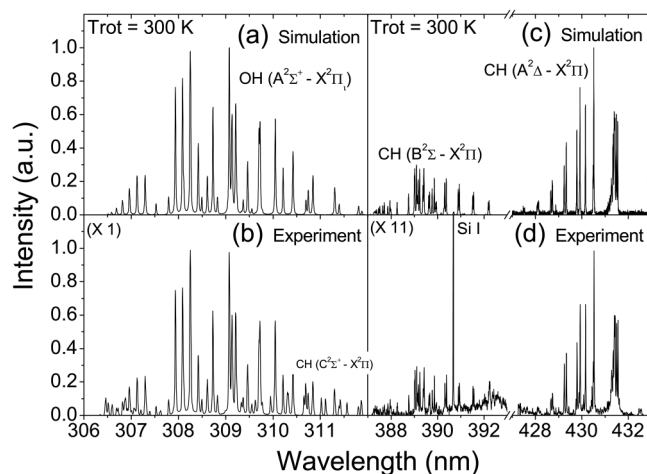 Trot = 300 K
(a)
Simulation
OH (A²Σ⁺ - X²Πᵢ)
Trot = 300 K
(c)
Simulation
CH (A²Δ - X²Π)
CH (B²Σ - X²Π)
1.0
0.8
0.6
0.4
0.2
0.0
Intensity (a.u.)
(X 1)
(b)
Experiment
CH (C²Σ⁺ - X²Π)
(X 11)
Si I
(d)
Experiment
1.0
0.8
0.6
0.4
0.2
0.0
306 307 308 309 310 311 388 390 392 428 430 432
Wavelength (nm)